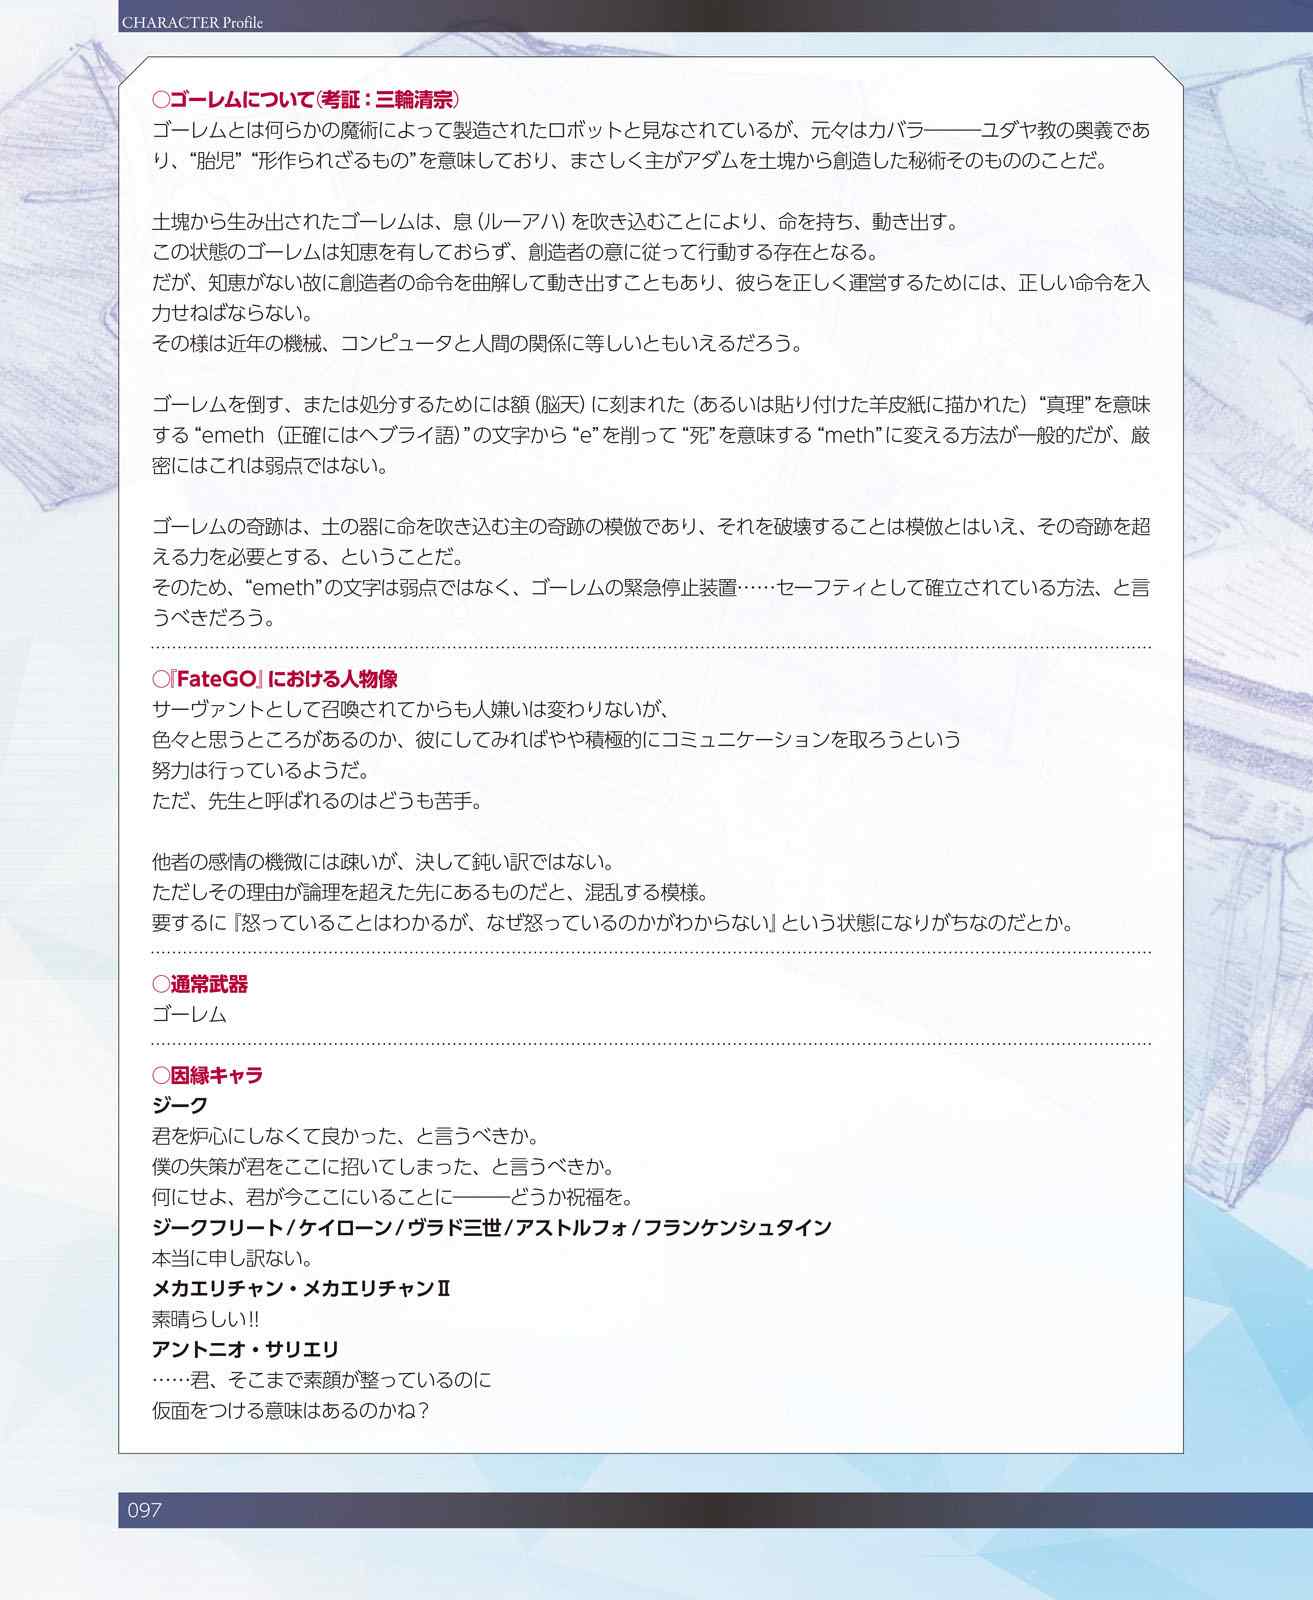 CHARACTER Profile
○ゴーレムについて(考証：三輪清宗)
ゴーレムとは何らかの魔術によって製造されたロボットと見なされているが、元々はカバラ―――ユダヤ教の奥義であ
り、“胎児”“形作られざるもの”を意味しており、まさしく主がアダムを土塊から創造した秘術そのもののことだ。
土塊から生み出されたゴーレムは、息（ルーアハ）を吹き込むことにより、命を持ち、動き出す。
この状態のゴーレムは知恵を有しておらず、創造者の意に従って行動する存在となる。
だが、知恵がない故に創造者の命令を曲解して動き出すこともあり、彼らを正しく運営するためには、正しい命令を入
力せねばならない。
その様は近年の機械、コンピュータと人間の関係に等しいともいえるだろう。
ゴーレムを倒す、または処分するためには額（脳天）に刻まれた（あるいは貼り付けた羊皮紙に描かれた）“真理”を意味
する“emeth（正確にはヘブライ語）”の文字から“e”を削って“死”を意味する“meth”に変える方法が一般的だが、厳
密にはこれは弱点ではない。
ゴーレムの奇跡は、土の器に命を吹き込む主の奇跡の模倣であり、それを破壊することは模倣とはいえ、その奇跡を超
える力を必要とする、ということだ。
そのため、“emeth”の文字は弱点ではなく、ゴーレムの緊急停止装置……セーフティとして確立されている方法、と言
うべきだろう。
○『FateGO』における人物像
サーヴァントとして召喚されてからも人嫌いは変わりないが、
色々と思うところがあるのか、彼にしてみればやや積極的にコミュニケーションを取ろうという
努力は行っているようだ。
ただ、先生と呼ばれるのはどうも苦手。
他者の感情の機微には疎いが、決して鈍い訳ではない。
ただしその理由が論理を超えた先にあるものだと、混乱する模様。
要するに『怒っていることはわかるが、なぜ怒っているのかがわからない』という状態になりがちなのだとか。
○通常武器
ゴーレム
○因縁キャラ
ジーク
君を炉心にしなくて良かった、と言うべきか。
僕の失策が君をここに招いてしまった、と言うべきか。
何にせよ、君が今ここにいることに―――どうか祝福を。
ジークフリート/ケイローン/ヴラド三世/アストルフォ/フランケンシュタイン
本当に申し訳ない。
メカエリチャン・メカエリチャンⅡ
素晴らしい!!
アントニオ・サリエリ
……君、そこまで素顔が整っているのに
仮面をつける意味はあるのかね？
097